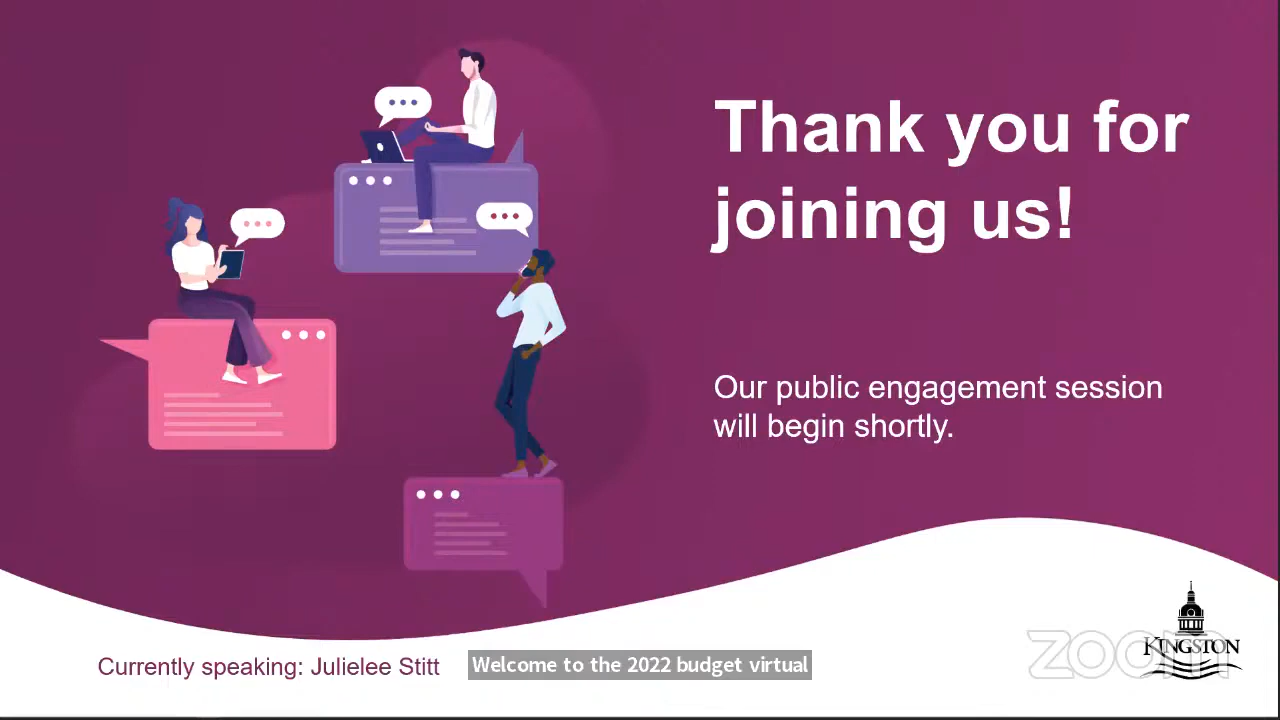 Thank you for
joining us!
Our public engagement session
will begin shortly.
Currently speaking: Julielee Stitt
Welcome to the 2022 budget virtual
zoom
KINGSTON